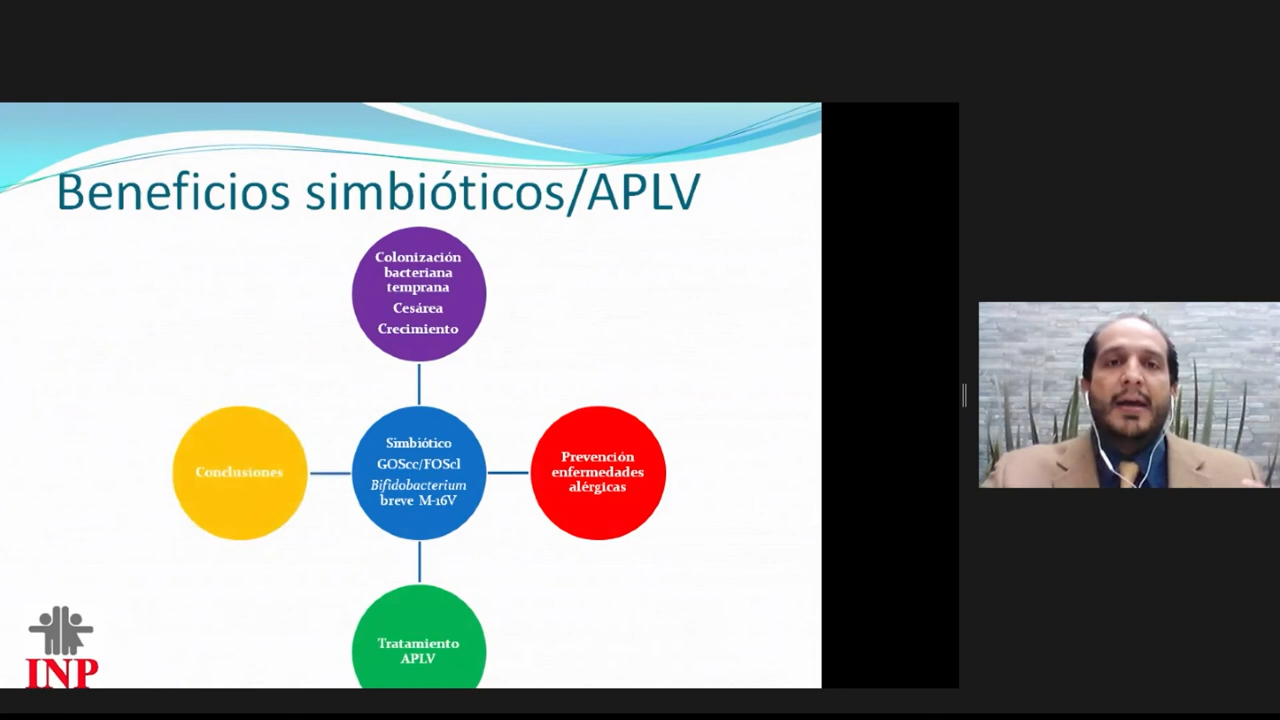 Beneficios simbióticos/APLV
Colonización
bacteriana
temprana
Cesárea
Crecimiento
Conclusiones
Simbiótico
GOScc/FOScl
Bifidobacterium
breve M-16V
Prevención
enfermedades
alérgicas
Tratamiento
APLV
INP